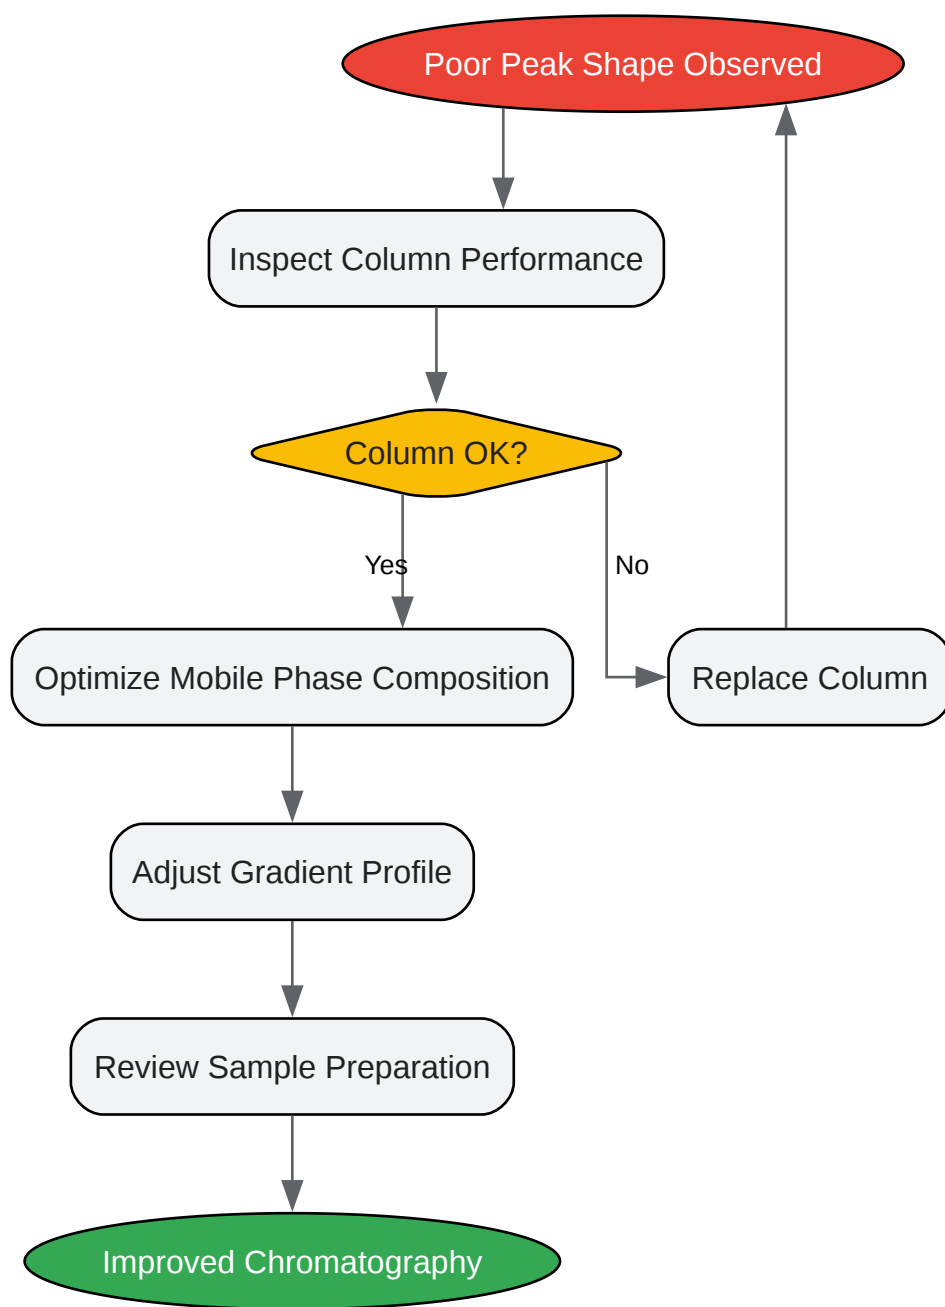 Poor Peak Shape Observed
Inspect Column Performance
Column OK?
Yes
No
Optimize Mobile Phase Composition
Replace Column
Adjust Gradient Profile
Review Sample Preparation
Improved Chromatography